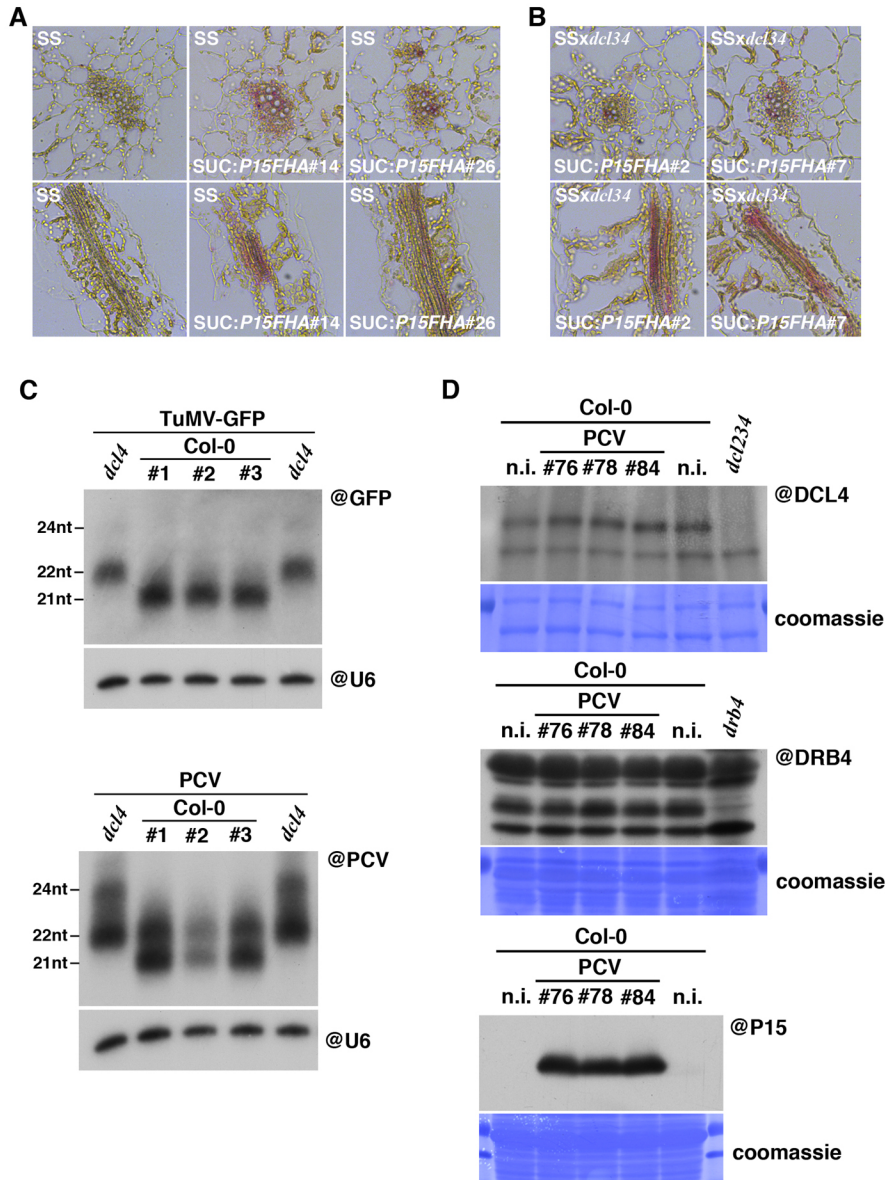 A
B
SS SS SS
SUC:P15FHA#14 SUC:P15FHA#26
SS SS SS
SUC:P15FHA#14 SUC:P15FHA#26
SSxdcl34 SSxdcl34
SUC:P15FHA#2 SUC:P15FHA#7
SSxdcl34 SSxdcl34
SUC:P15FHA#2 SUC:P15FHA#7
C
TuMV-GFP
dcl4 Col-0 dcl4
#1 #2 #3
@GFP
24nt
22nt
21nt
@U6
PCV
dcl4 Col-0 dcl4
#1 #2 #3
@PCV
24nt
22nt
21nt
@U6
D
Col-0
PCV
n.i. #76 #78 #84 n.i. dcl234
@DCL4
coomassie
Col-0
PCV
n.i. #76 #78 #84 n.i. drb4
@DRB4
coomassie
Col-0
PCV
n.i. #76 #78 #84 n.i.
@P15
coomassie